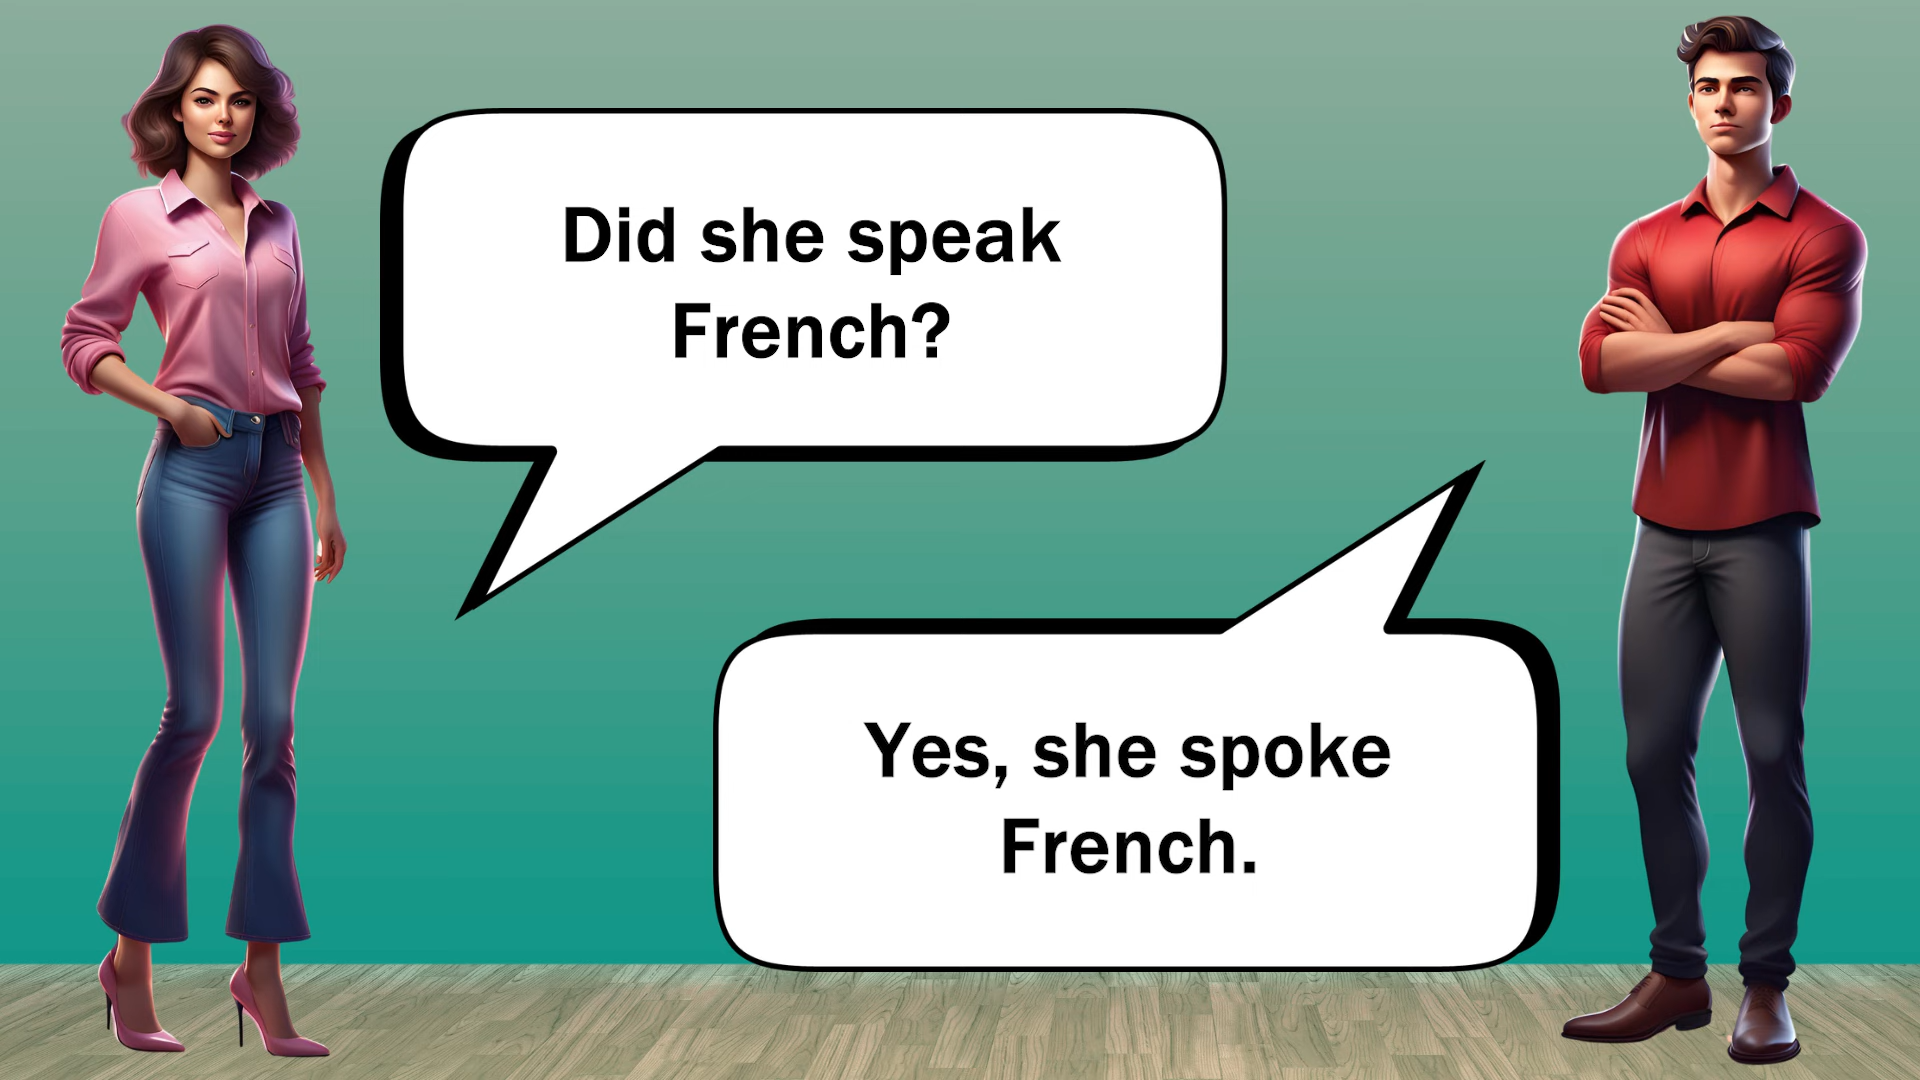 Did she speak
French?
Yes, she spoke
French.